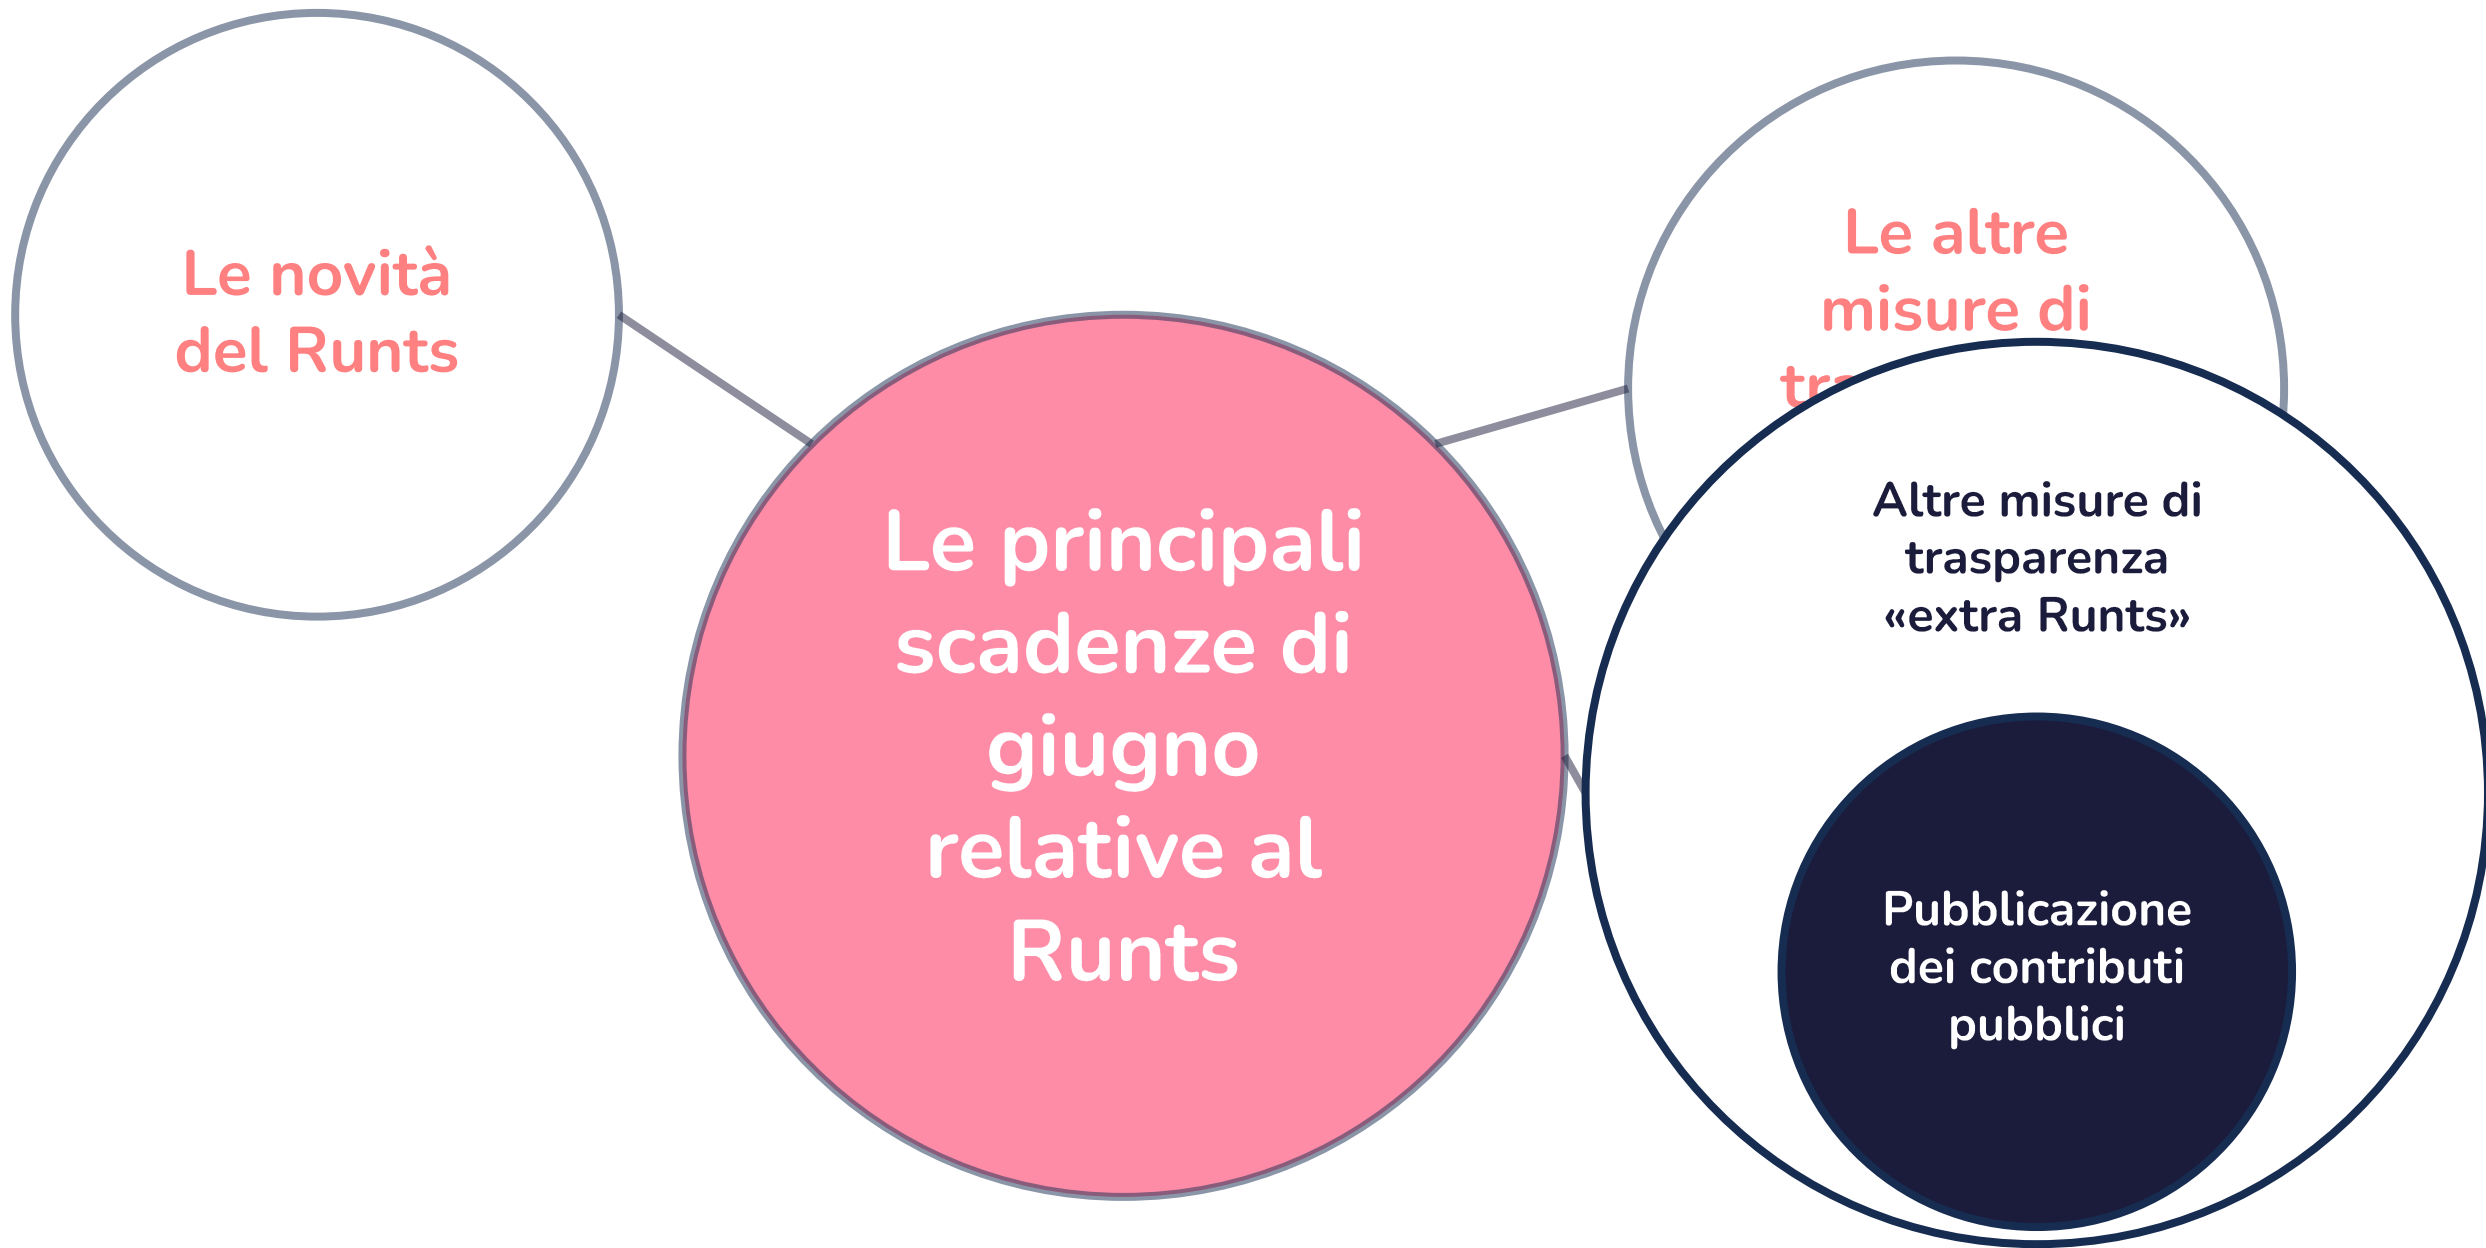 Le novità
del Runts
Le principali
scadenze di
giugno
relative al
Runts
Le altre
misure di
Altre misure di
trasparenza
«extra Runts»
Pubblicazione
dei contributi
pubblici